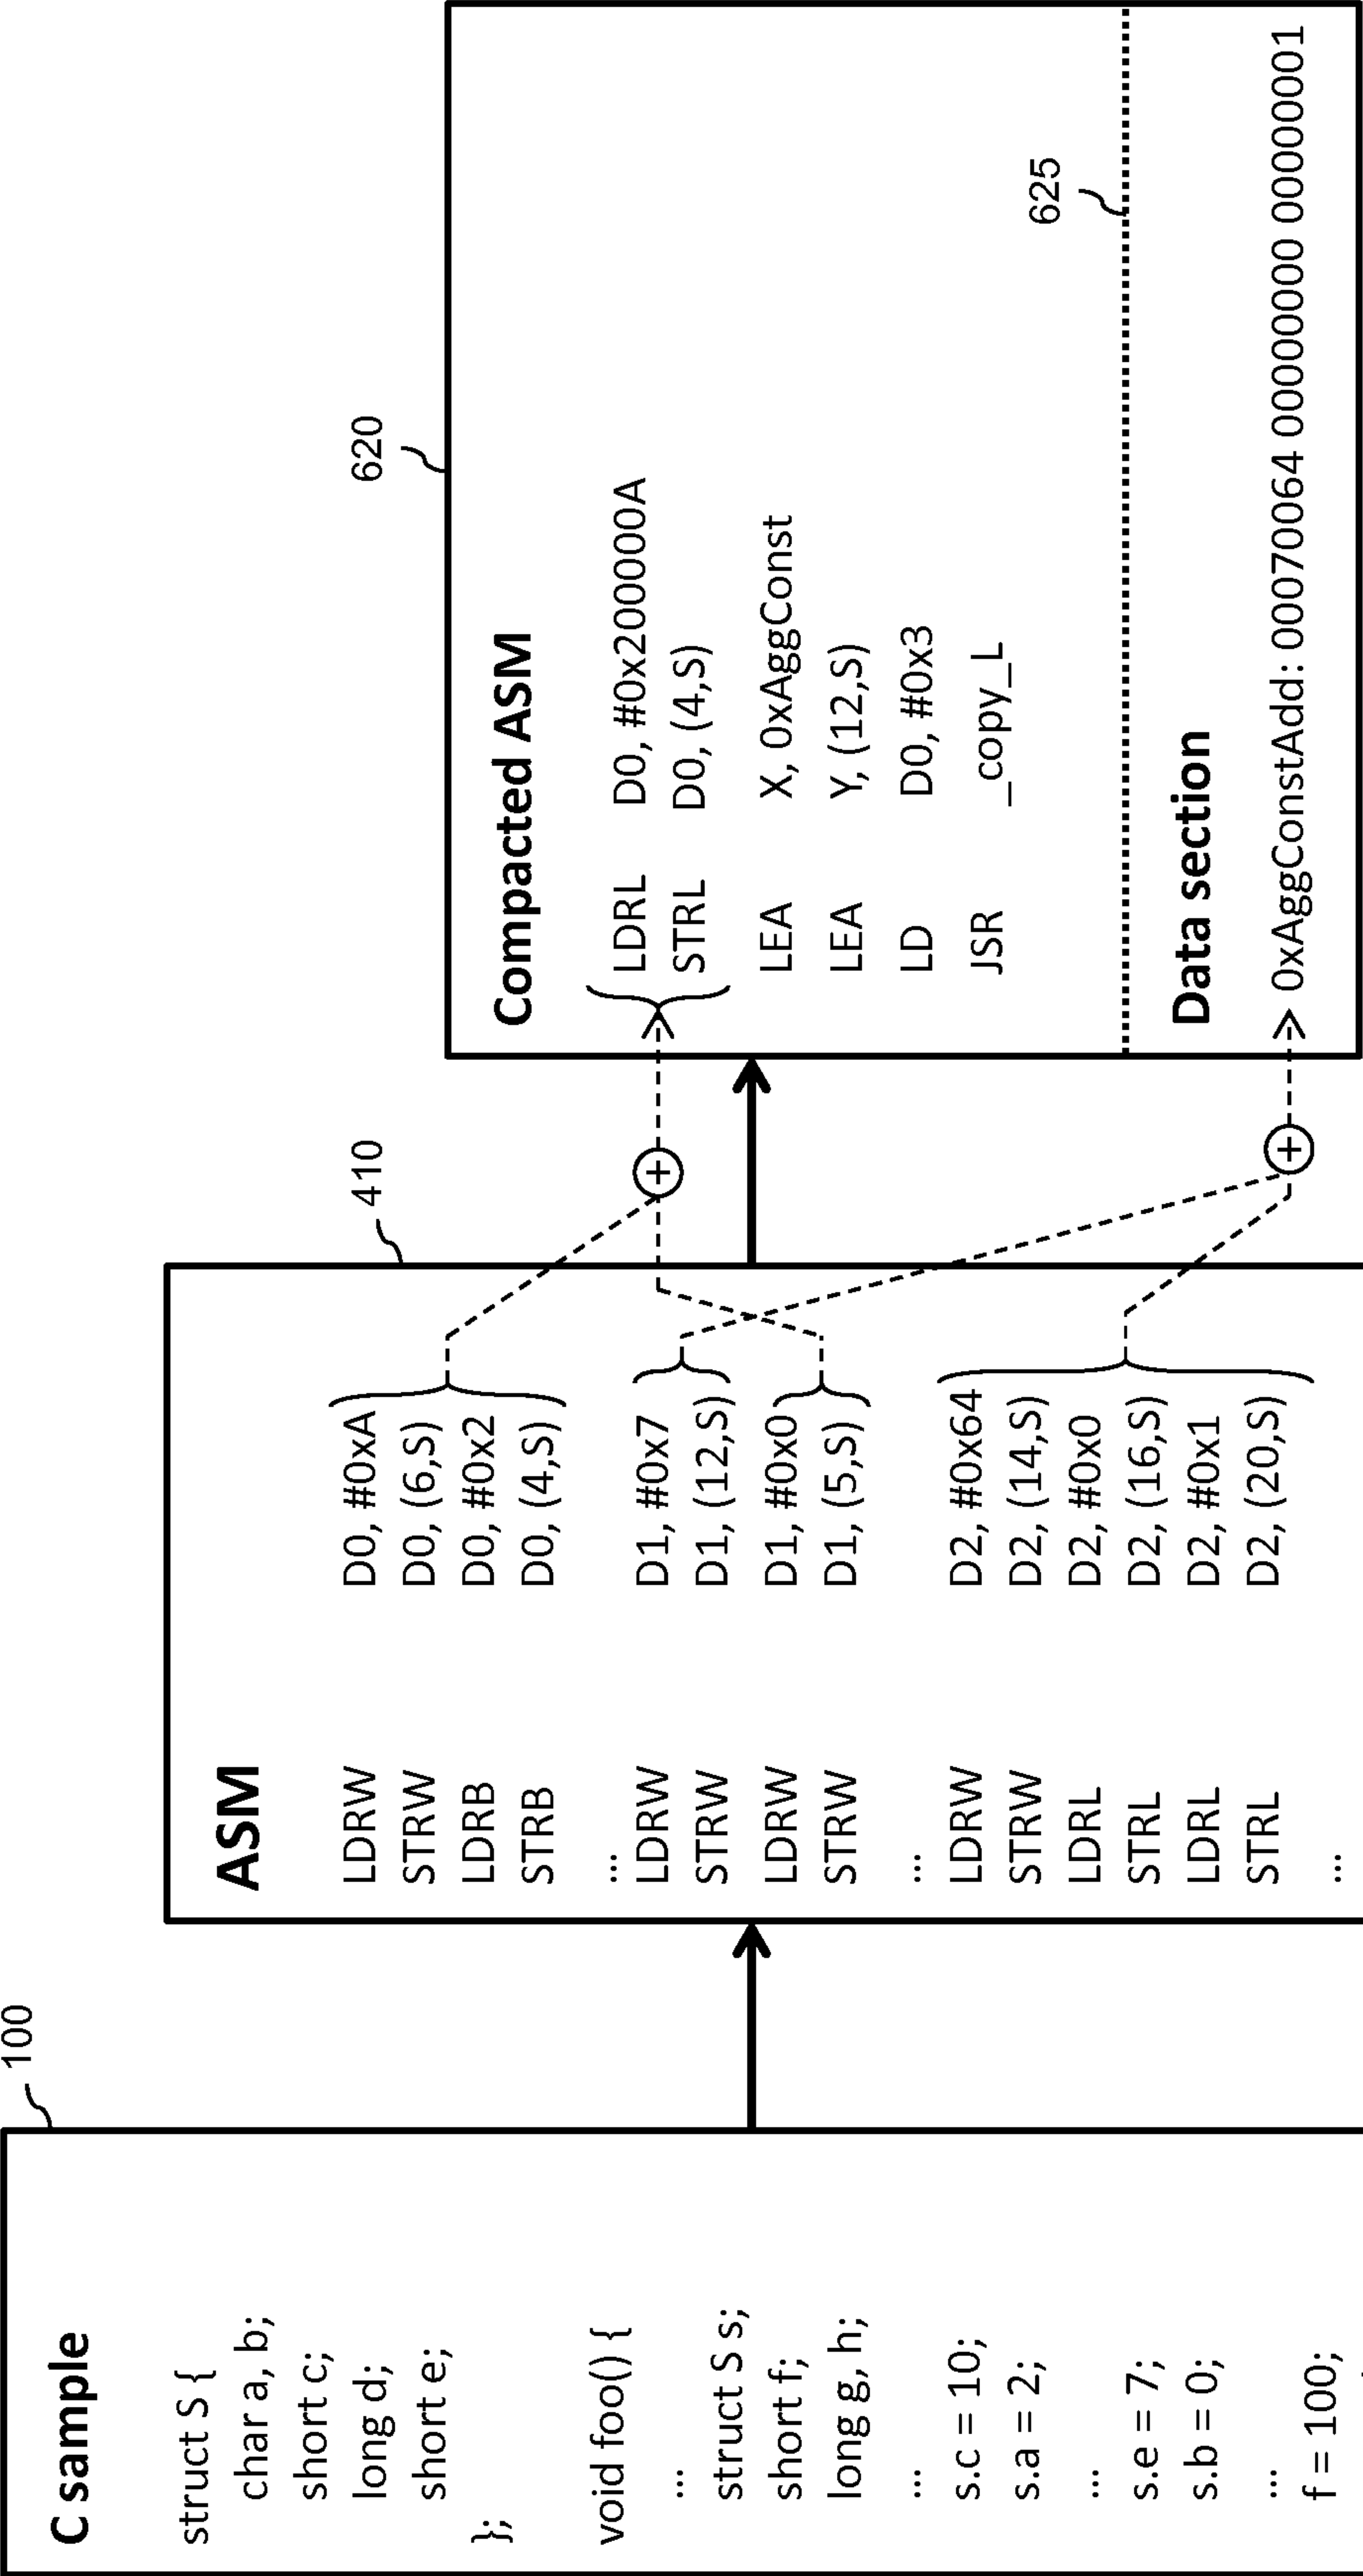 100
C sample
struct S {
char a, b;
short c;
long d;
short e;
};
void foo() {
...
struct S s;
short f;
long g, h;
...
s.c = 10;
s.a = 2;
...
s.e = 7;
s.b = 0;
...
f = 100;
410
ASM
LDRW D0, #0xA
STRW D0, (6,S)
LDRB D0, #0x2
STRB D0, (4,S)
...
LDRW D1, #0x7
STRW D1, (12,S)
LDRW D1, #0x0
STRW D1, (5,S)
...
LDRW D2, #0x64
STRW D2, (14,S)
LDRL D2, #0x0
STRL D2, (16,S)
LDRL D2, #0x1
STRL D2, (20,S)
...
+
+
620
Compacted ASM
LDRL D0, #0x200000A
STRL D0, (4,S)
LEA X, 0xAggConst
LEA Y, (12,S)
LD D0, #0x3
JSR _copy_L
625
Data section
0xAggConstAdd: 00070064 00000000 00000001